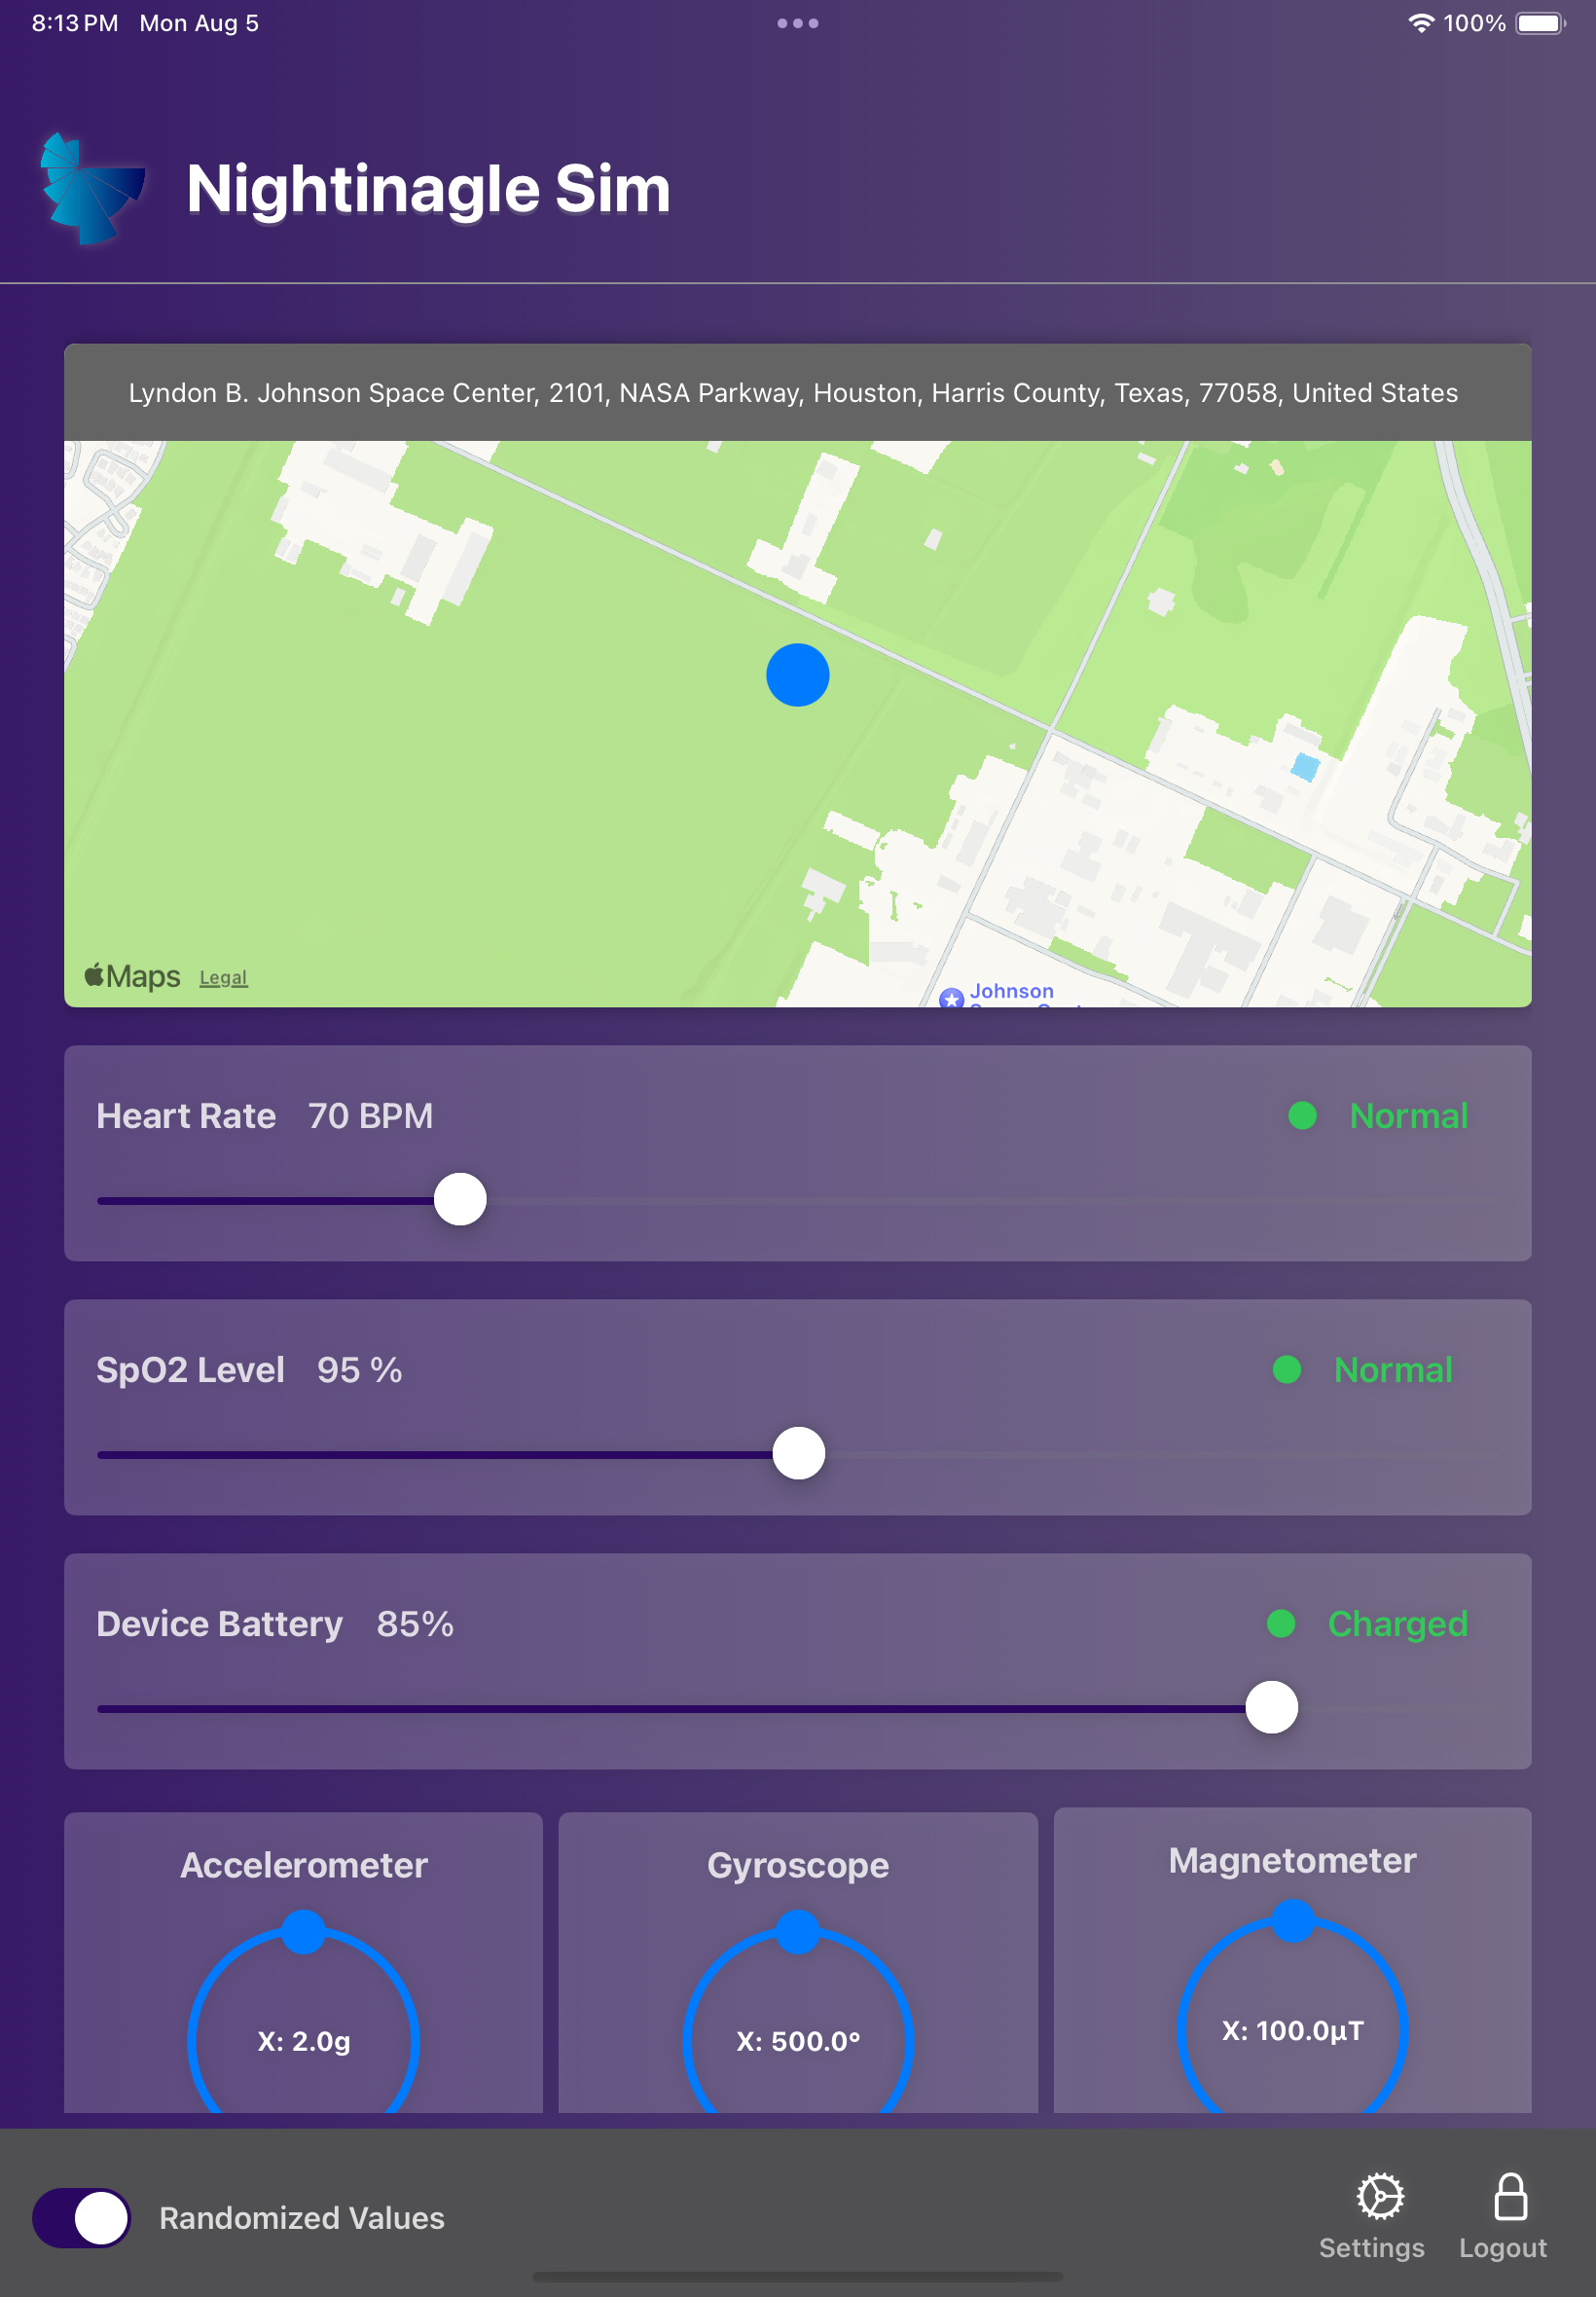 8:13 PM Mon Aug 5
100%
Nightinagle Sim
Lyndon B. Johnson Space Center, 2101, NASA Parkway, Houston, Harris County, Texas, 77058, United States
Maps Legal
Johnson
Heart Rate 70 BPM
Normal
SpO2 Level 95 %
Normal
Device Battery 85%
Charged
Accelerometer
Gyroscope
Magnetometer
X: 2.0g
X: 500.0°
X: 100.0µT
Randomized Values
Settings
Logout